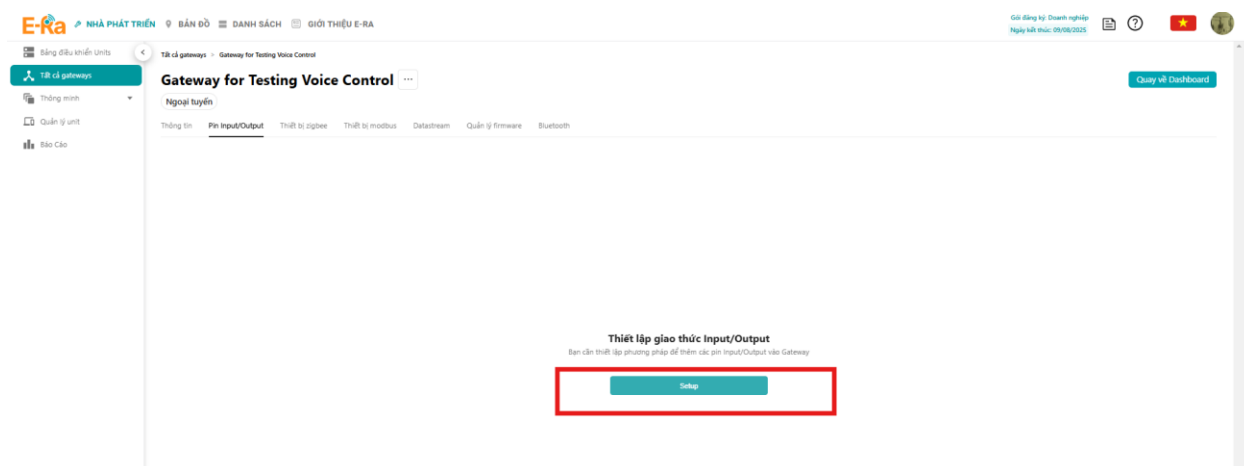 E-Ra NHÀ PHÁT TRIỂN BẢN ĐỒ DANH SÁCH GIỚI THIỆU E-RA
Gói đăng ký: Doanh nghiệp
Ngày kết thúc: 09/08/2025
Bảng điều khiển Units
Tất cả gateways
Thông minh
Quản lý unit
Báo Cáo
Tất cả gateways > Gateway for Testing Voice Control
Gateway for Testing Voice Control ...
Quay về Dashboard
Ngoại tuyến
Thông tin Pin Input/Output Thiết bị zigbee Thiết bị modbus Datastream Quản lý firmware Bluetooth
Thiết lập giao thức Input/Output
Bạn cần thiết lập phương pháp để thêm các pin Input/Output vào Gateway
Setup